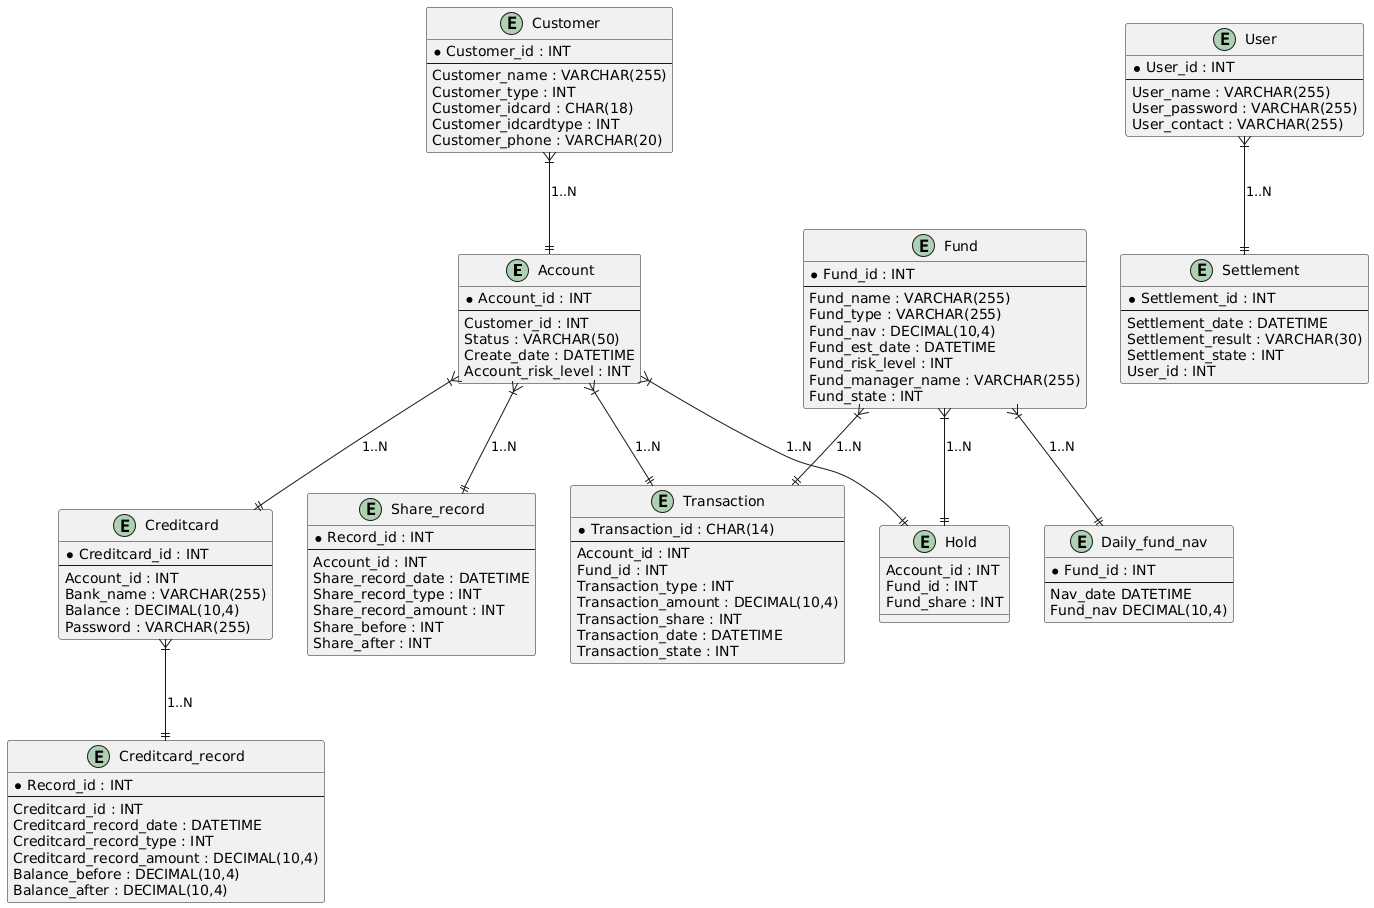 E Customer
* Customer_id : INT
Customer_name : VARCHAR(255)
Customer_type : INT
Customer_idcard : CHAR(18)
Customer_idcardtype : INT
Customer_phone : VARCHAR(20)
E User
* User_id : INT
User_name : VARCHAR(255)
User_password : VARCHAR(255)
User_contact : VARCHAR(255)
1..N
1..N
E Account
* Account_id : INT
Customer_id : INT
Status : VARCHAR(50)
Create_date : DATETIME
Account_risk_level : INT
E Fund
* Fund_id : INT
Fund_name : VARCHAR(255)
Fund_type : VARCHAR(255)
Fund_nav : DECIMAL(10,4)
Fund_est_date : DATETIME
Fund_risk_level : INT
Fund_manager_name : VARCHAR(255)
Fund_state : INT
E Settlement
* Settlement_id : INT
Settlement_date : DATETIME
Settlement_result : VARCHAR(30)
Settlement_state : INT
User_id : INT
1..N
1..N
1..N
1..N
1..N
1..N
1..N
E Creditcard
* Creditcard_id : INT
Account_id : INT
Bank_name : VARCHAR(255)
Balance : DECIMAL(10,4)
Password : VARCHAR(255)
E Share_record
* Record_id : INT
Account_id : INT
Share_record_date : DATETIME
Share_record_type : INT
Share_record_amount : INT
Share_before : INT
Share_after : INT
E Transaction
* Transaction_id : CHAR(14)
Account_id : INT
Fund_id : INT
Transaction_type : INT
Transaction_amount : DECIMAL(10,4)
Transaction_share : INT
Transaction_date : DATETIME
Transaction_state : INT
E Hold
Account_id : INT
Fund_id : INT
Fund_share : INT
E Daily_fund_nav
* Fund_id : INT
Nav_date DATETIME
Fund_nav DECIMAL(10,4)
1..N
E Creditcard_record
* Record_id : INT
Creditcard_id : INT
Creditcard_record_date : DATETIME
Creditcard_record_type : INT
Creditcard_record_amount : DECIMAL(10,4)
Balance_before : DECIMAL(10,4)
Balance_after : DECIMAL(10,4)